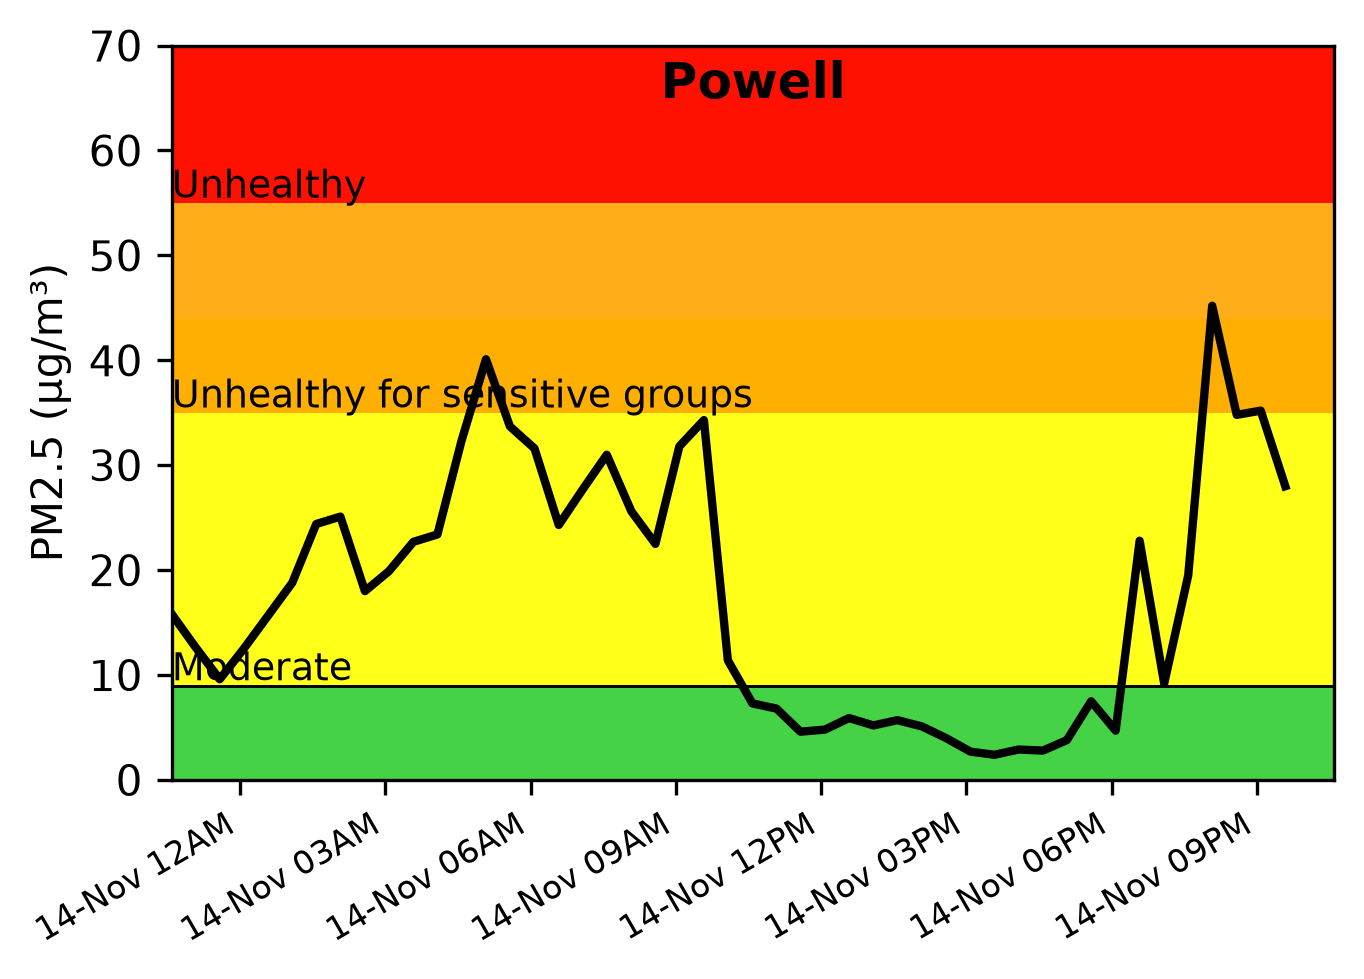 Powell
PM2.5 (µg/m³)
70
60
50
40
30
20
10
0
Unhealthy
Unhealthy for sensitive groups
Moderate
14-Nov 12AM
14-Nov 03AM
14-Nov 06AM
14-Nov 09AM
14-Nov 12PM
14-Nov 03PM
14-Nov 06PM
14-Nov 09PM